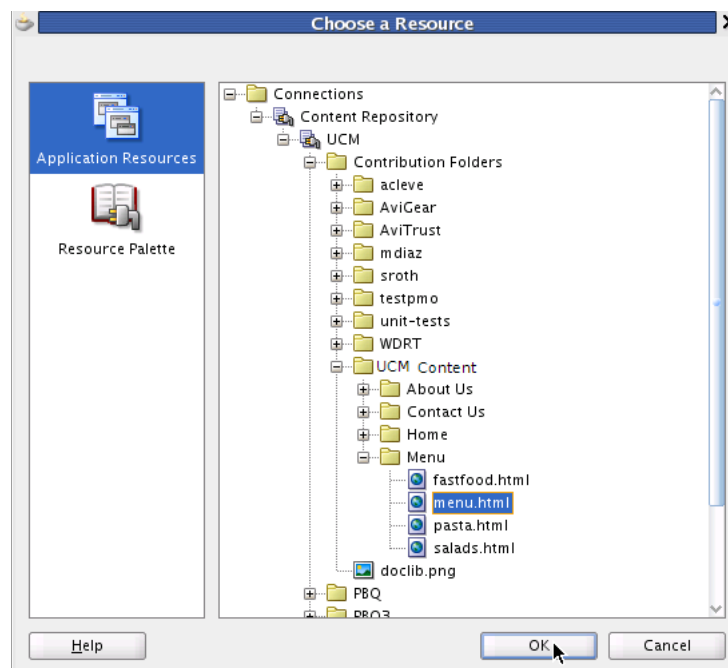 Choose a Resource
Application Resources
Resource Palette
Connections
Content Repository
UCM
Contribution Folders
acleve
AviGear
AviTrust
mdiaz
sroth
testpmo
unit-tests
WDRT
UCM Content
About Us
Contact Us
Home
Menu
fastfood.html
menu.html
pasta.html
salads.html
doclib.png
PBQ
PBQ3
Help
OK
Cancel